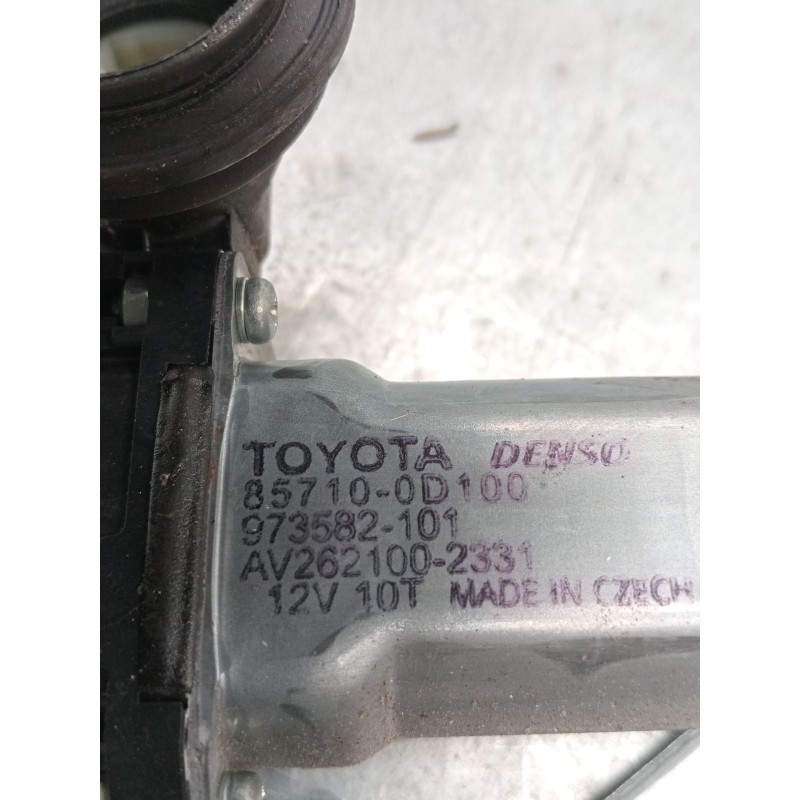 TOYOTA DENSO
85710-0D100
973582-101
AV262100-2331
12V 10T MADE IN CZECH